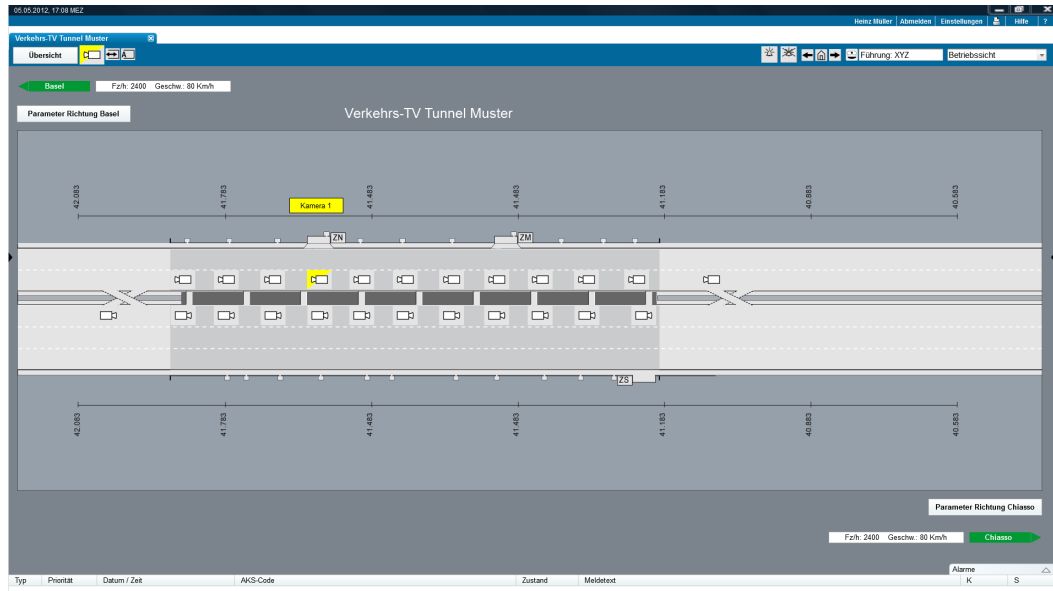 05.05.2012, 17:08 MEZ
Heinz Müller Abmelden Einstellungen Hilfe ?
Verkehrs-TV Tunnel Muster
Übersicht A Führung: XYZ Betriebssicht
Basel Fz/h: 2400 Geschw.: 80 Km/h
Parameter Richtung Basel Verkehrs-TV Tunnel Muster
42.083 41.783 41.483 41.483 41.183 40.883 40.583
Kamera 1
ZN ZM
ZS
42.083 41.783 41.483 41.483 41.183 40.883 40.583
Parameter Richtung Chiasso
Fz/h: 2400 Geschw.: 80 Km/h Chiasso
Alarme
Typ Priorität Datum / Zeit AKS-Code Zustand Meldetext K S